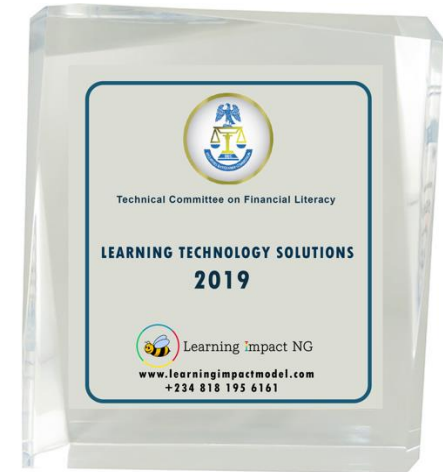 Technical Committee on Financial Literacy
LEARNING TECHNOLOGY SOLUTIONS
2019
Learning Impact NG
www.learningimpactmodel.com
+234 818 195 6161